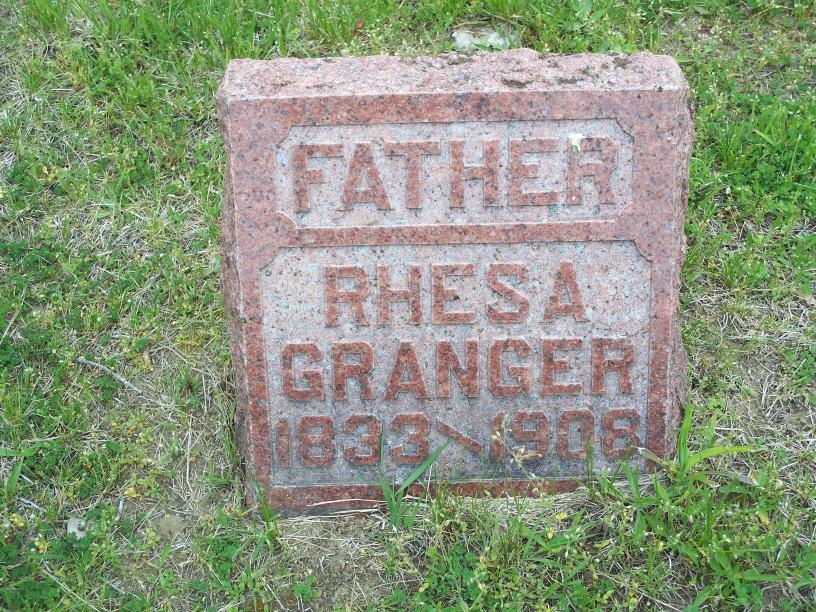 FATHER
RHESA
GRANGER
1833-1908